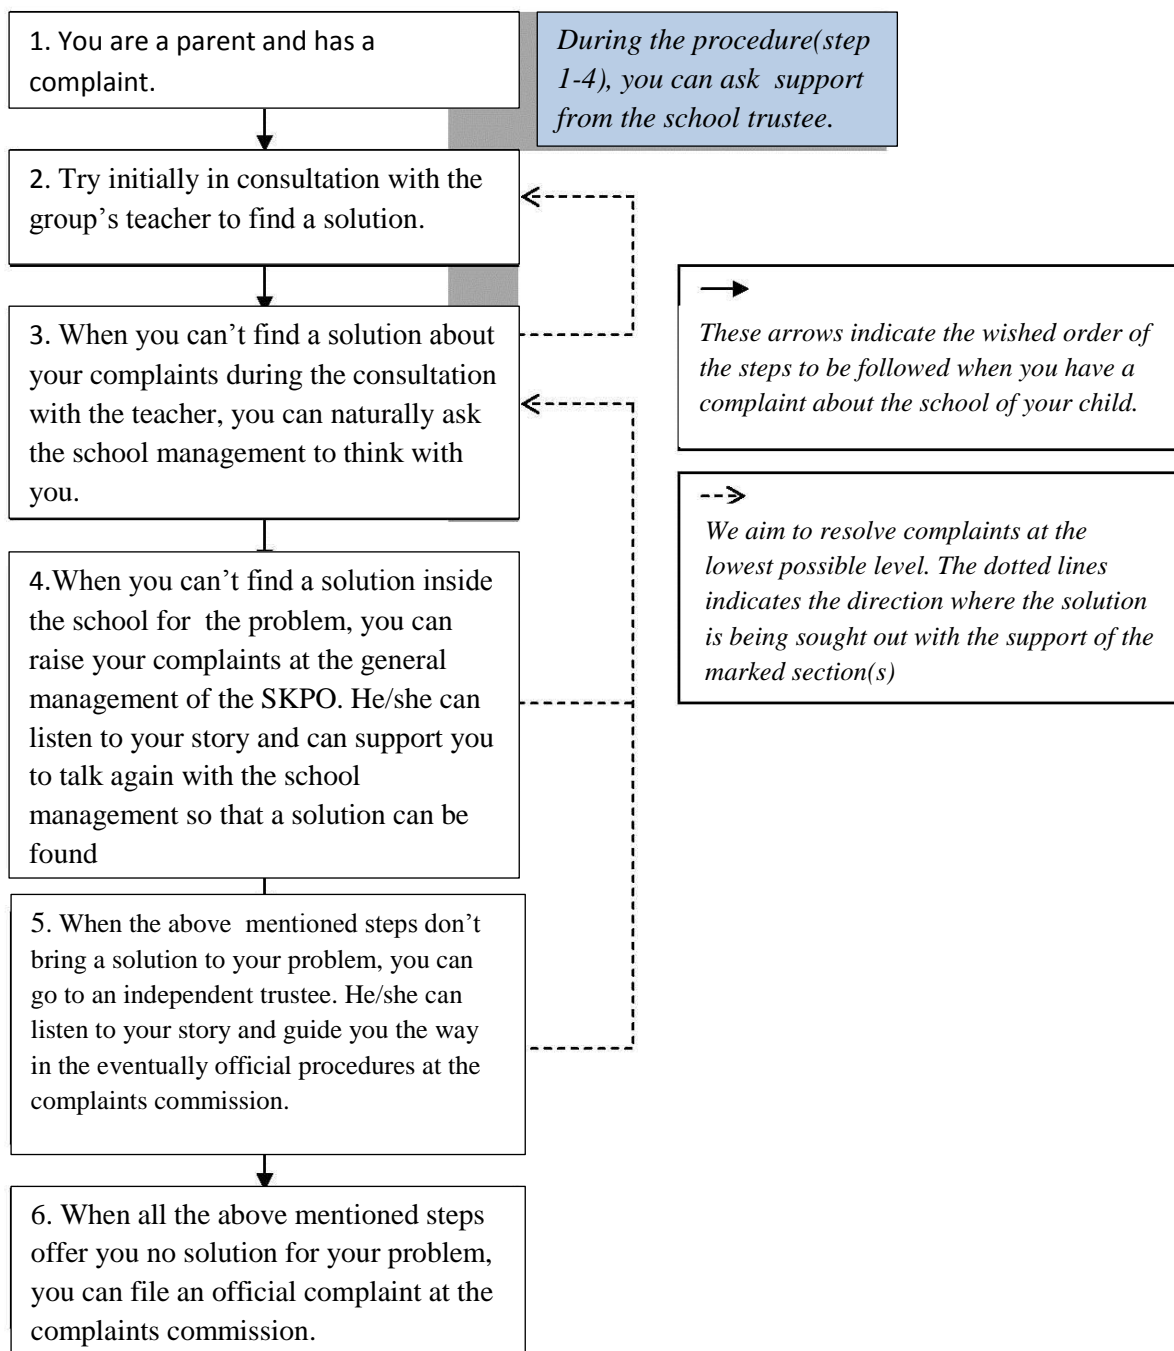 1. You are a parent and has a
complaint.
During the procedure(step
1-4), you can ask  support
from the school trustee.
2. Try initially in consultation with the
group’s teacher to find a solution.
3. When you can’t find a solution about
your complaints during the consultation
with the teacher, you can naturally ask
the school management to think with
you.
These arrows indicate the wished order of
the steps to be followed when you have a
complaint about the school of your child.
We aim to resolve complaints at the
lowest possible level. The dotted lines
indicates the direction where the solution
is being sought out with the support of the
marked section(s)
4.When you can’t find a solution inside
the school for  the problem, you can
raise your complaints at the general
management of the SKPO. He/she can
listen to your story and can support you
to talk again with the school
management so that a solution can be
found
5. When the above  mentioned steps don’t
bring a solution to your problem, you can
go to an independent trustee. He/she can
listen to your story and guide you the way
in the eventually official procedures at the
complaints commission.
6. When all the above mentioned steps
offer you no solution for your problem,
you can file an official complaint at the
complaints commission.